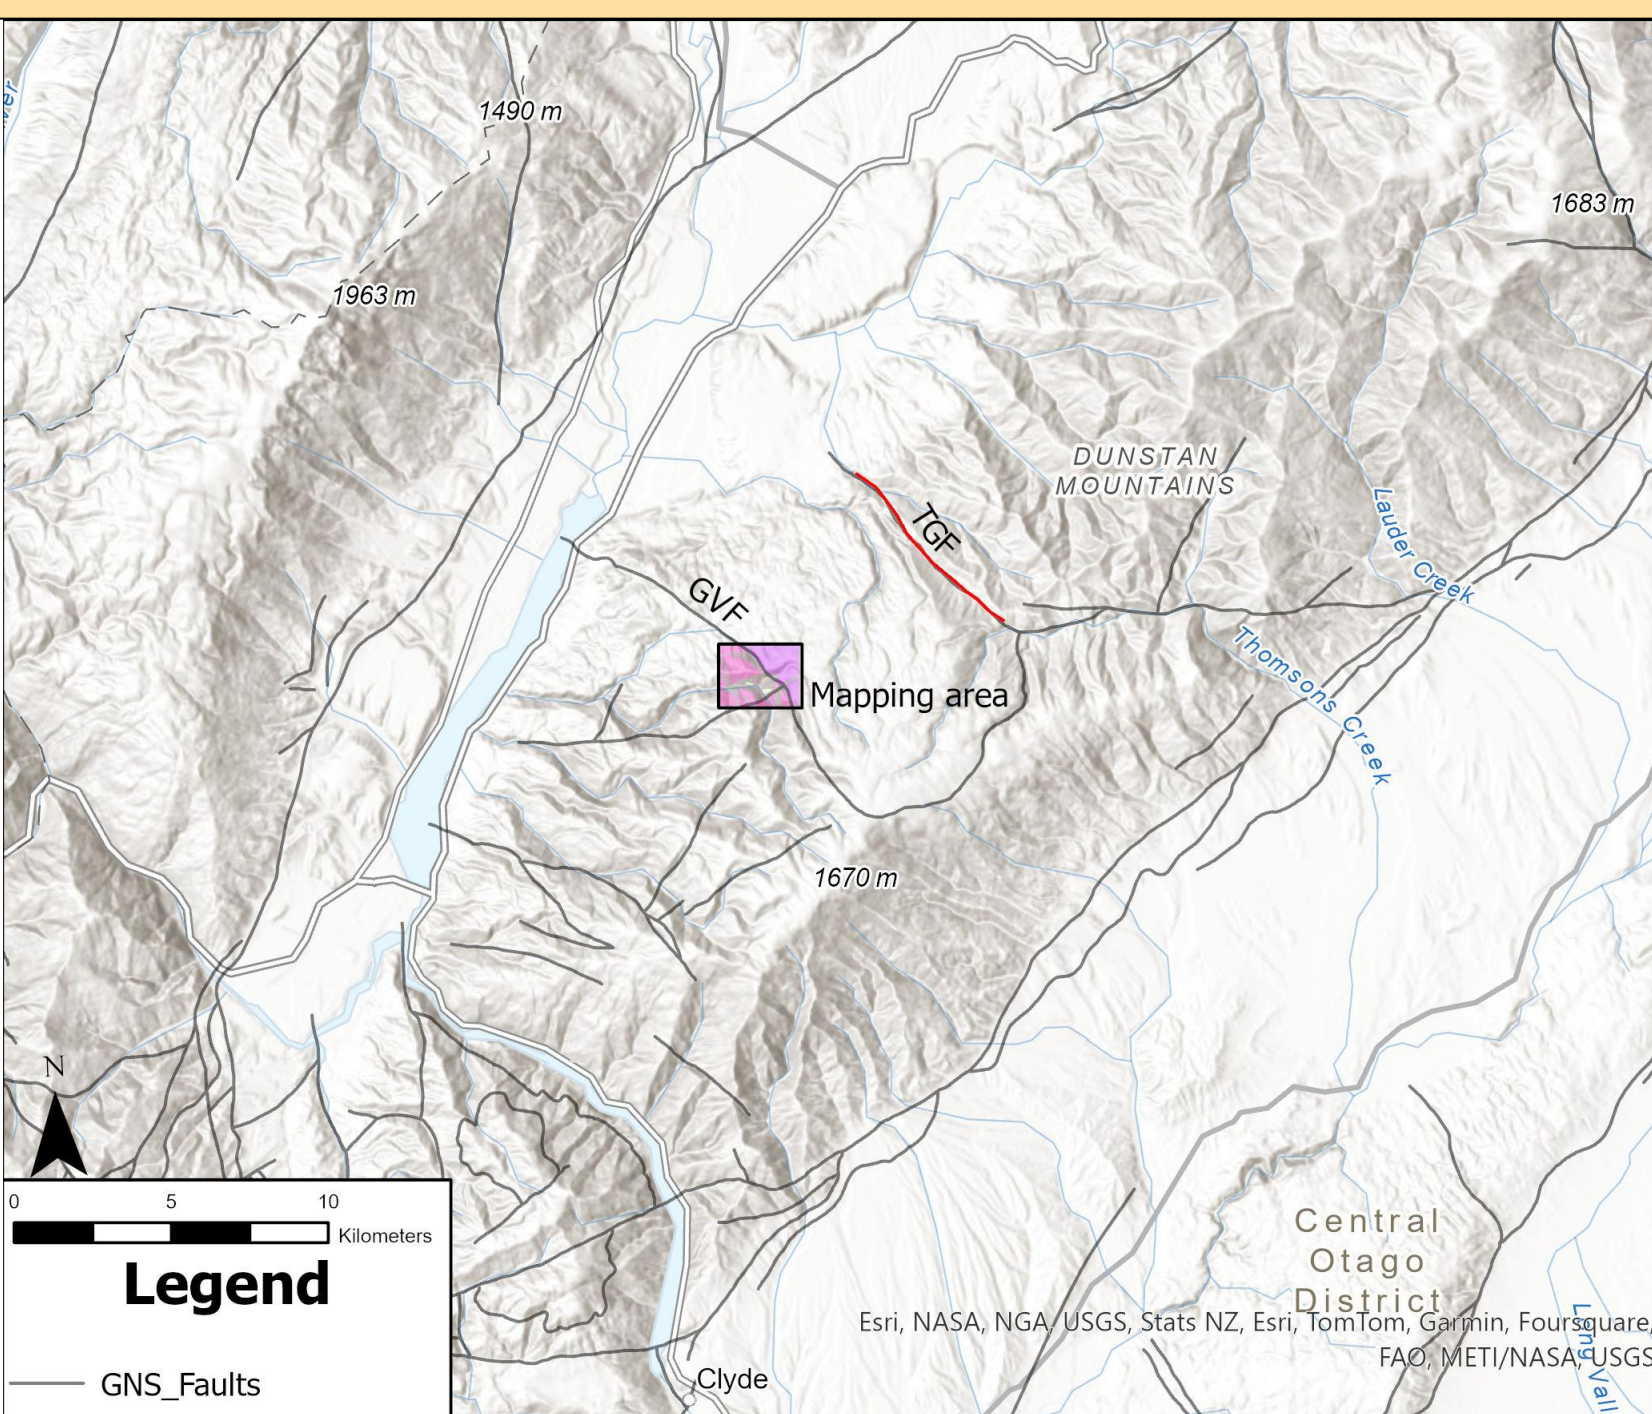 1490 m
1683 m
1963 m
DUNSTAN
MOUNTAINS
Lauder Creek
TGF
GVF
Thomsons Creek
Mapping area
1670 m
N
0 5 10
Kilometers
Legend
GNS_Faults
Central
Otago
District
Esri, NASA, NGA, USGS, Stats NZ, Esri, TomTom, Garmin, Foursquare,
FAO, METI/NASA, USGS
Long Vall
Clyde